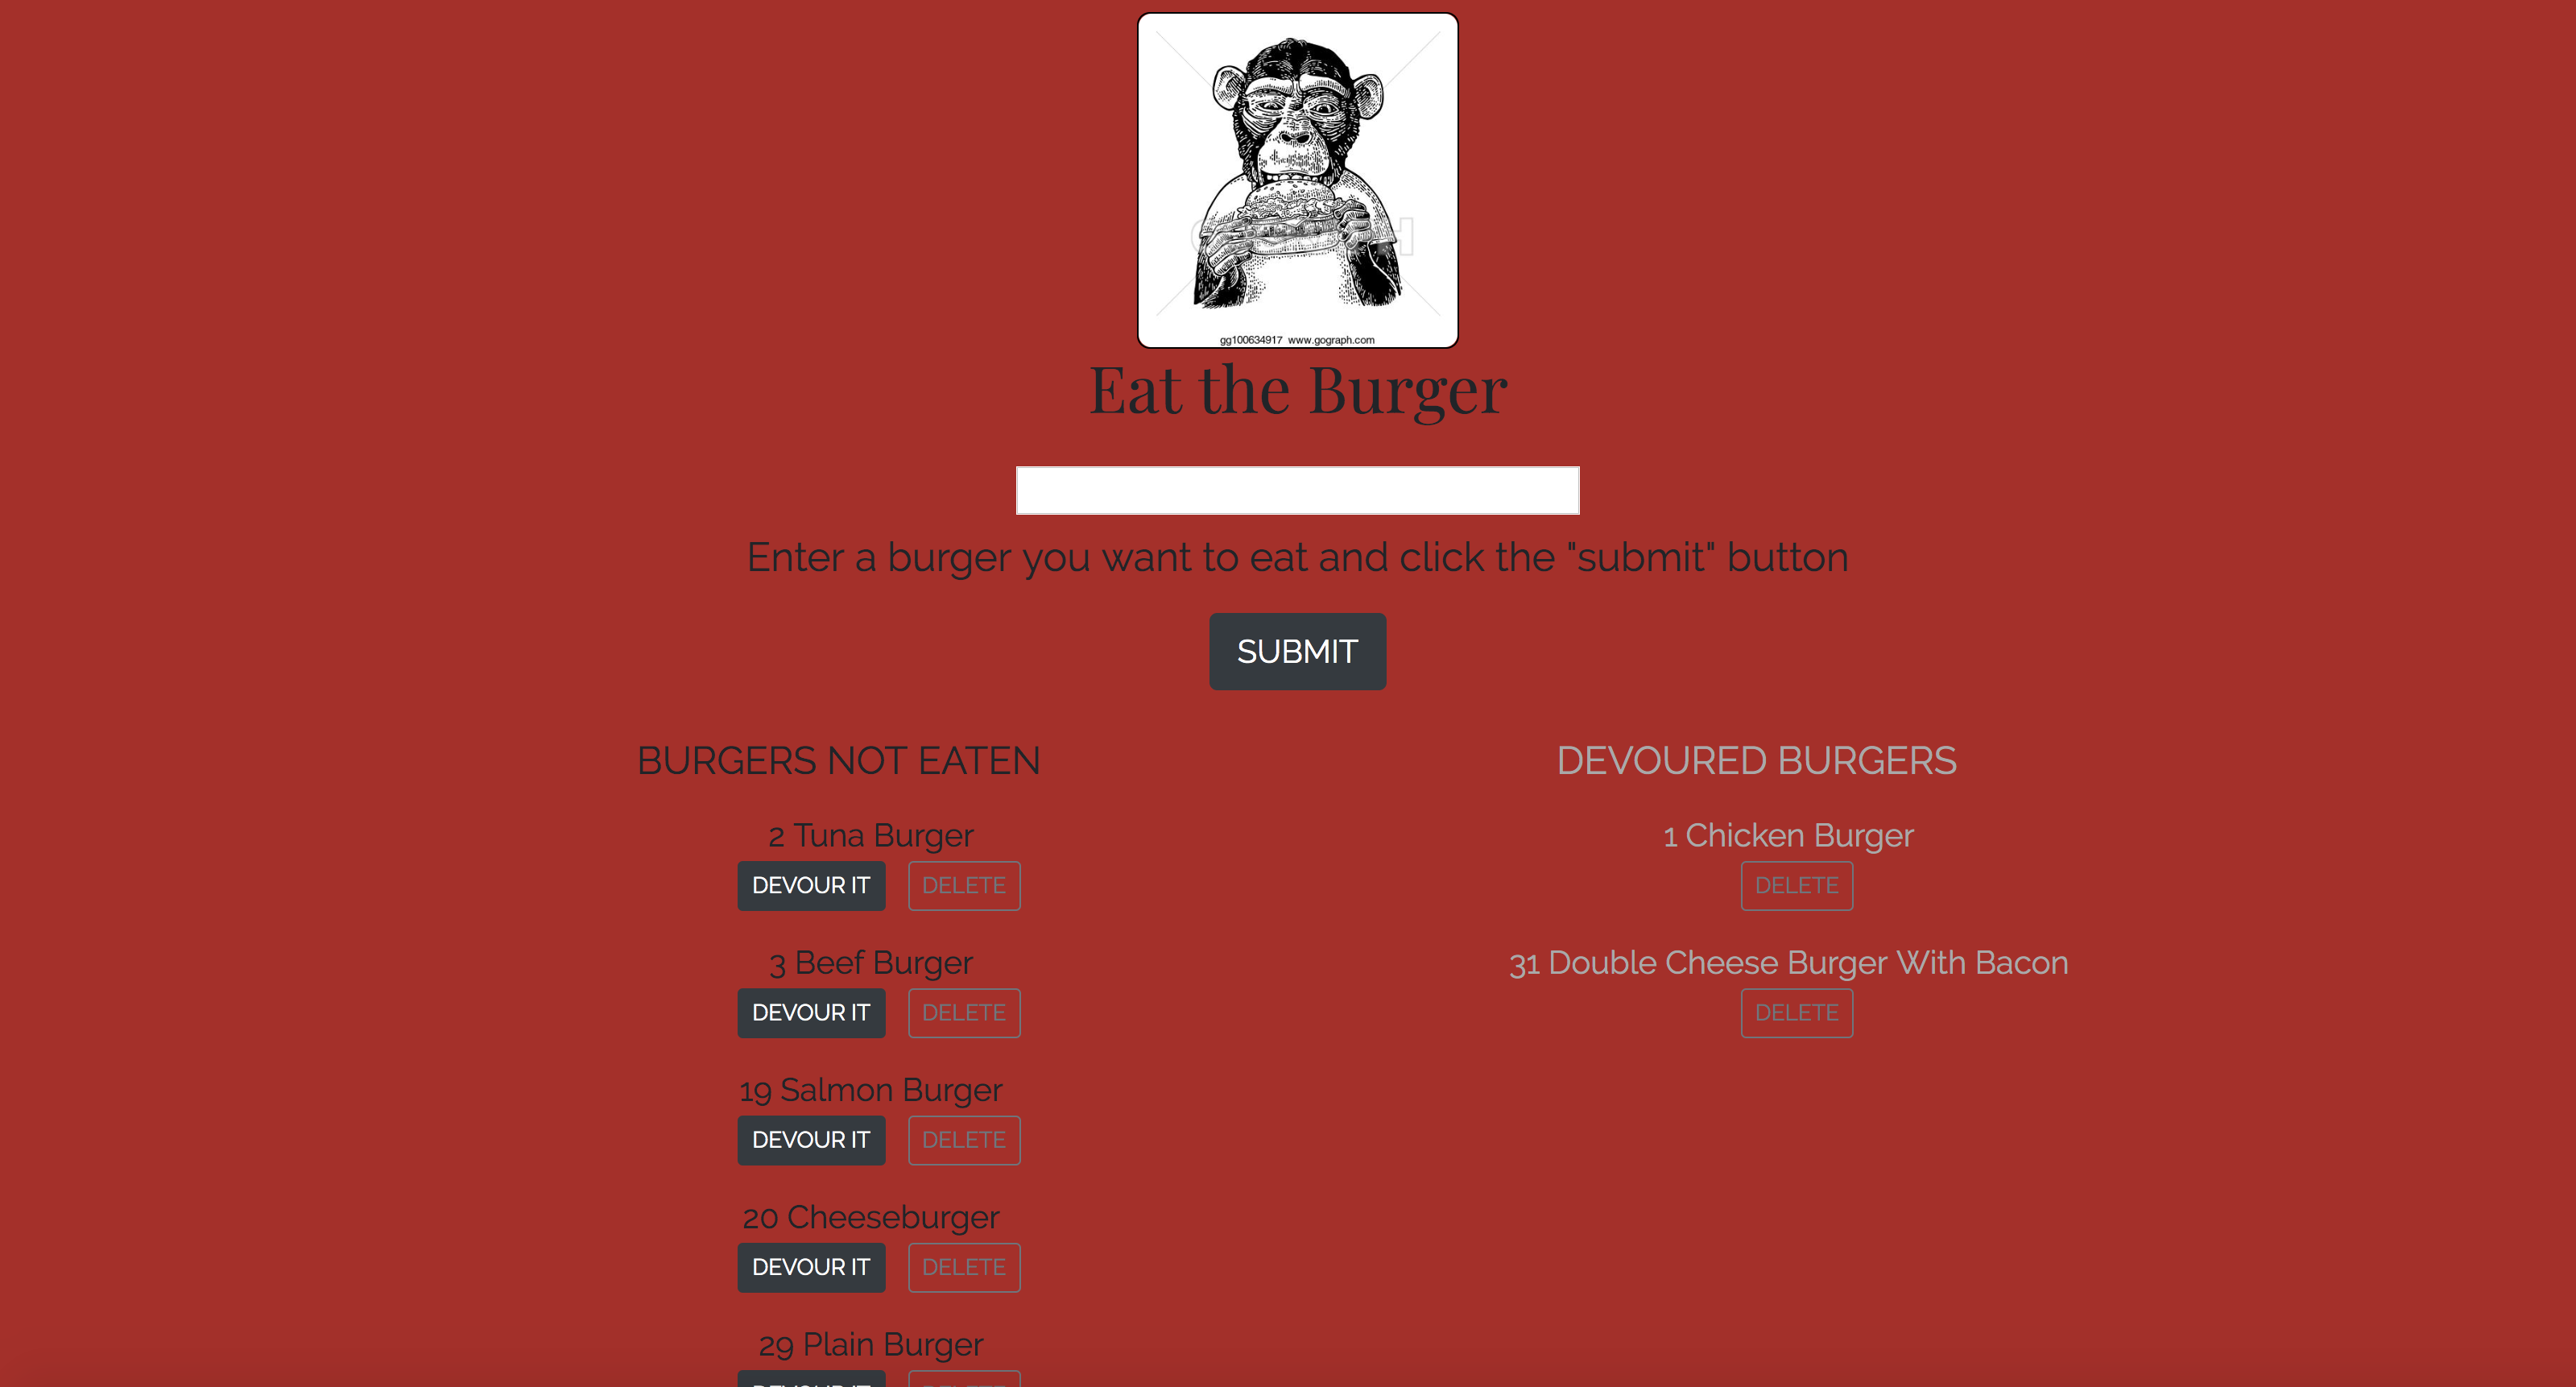 gg100634917 www.gograph.com
Eat the Burger
Enter a burger you want to eat and click the "submit" button
SUBMIT
BURGERS NOT EATEN
2 Tuna Burger
DEVOUR IT DELETE
3 Beef Burger
DEVOUR IT DELETE
19 Salmon Burger
DEVOUR IT DELETE
20 Cheeseburger
DEVOUR IT DELETE
29 Plain Burger
DEVOURED BURGERS
1 Chicken Burger
DELETE
31 Double Cheese Burger With Bacon
DELETE